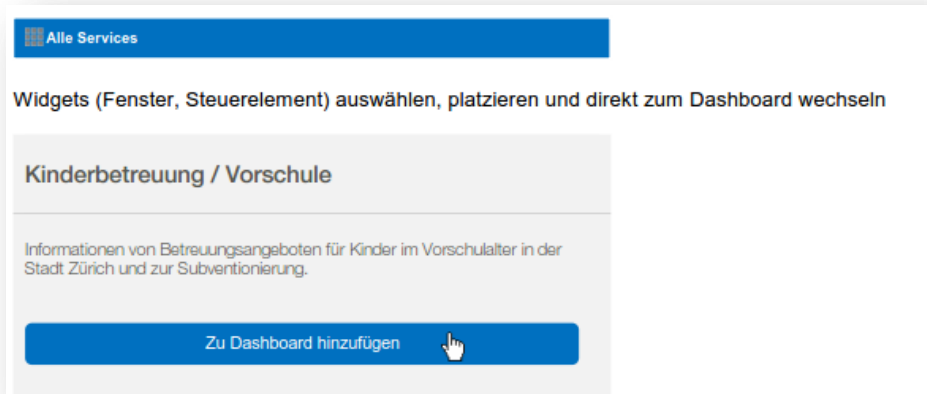 Alle Services
Widgets (Fenster, Steuerelement) auswählen, platzieren und direkt zum Dashboard wechseln
Kinderbetreuung / Vorschule
Informationen von Betreuungsangeboten für Kinder im Vorschulalter in der
Stadt Zürich und zur Subventionierung.
Zu Dashboard hinzufügen